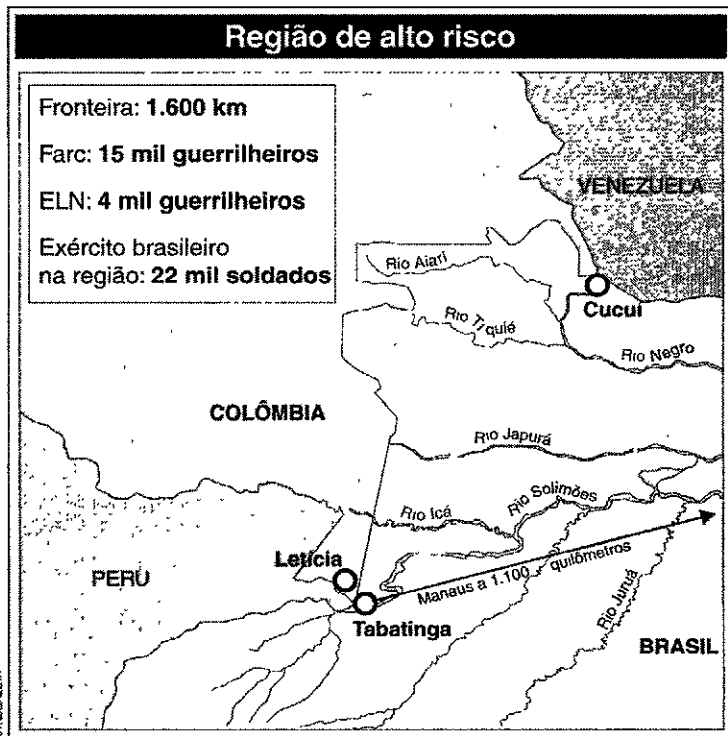 Região de alto risco
Fronteira: 1.600 km
Farc: 15 mil guerrilheiros
ELN: 4 mil guerrilheiros
Exército brasileiro
na região: 22 mil soldados
VENEZUELA
Rio Aiari
Cucuí
Rio Tiquié
Rio Negro
COLÔMBIA
Rio Japurá
Rio Solimões
Rio Içá
Letícia
Manaus a 1.100 quilômetros
PERU
Rio Juruá
Tabatinga
BRASIL